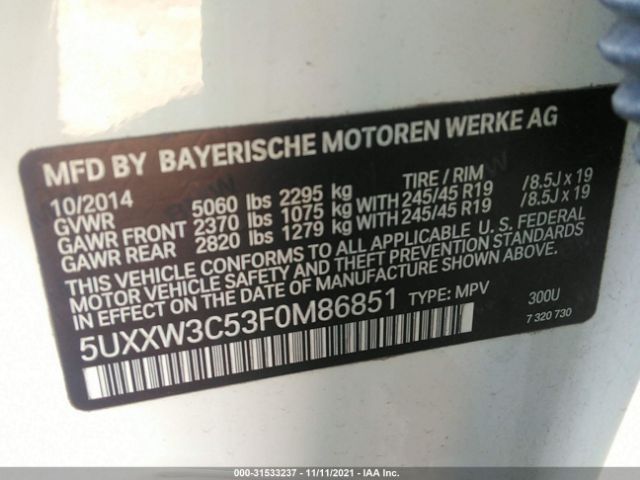 MFD BY BAYERISCHE MOTOREN WERKE AG
10/2014 TIRE / RIM
GVWR 5060 lbs 2295 kg
GAWR FRONT 2370 lbs 1075 kg WITH 245/45 R19 /8.5J x 19
GAWR REAR 2820 lbs 1279 kg WITH 245/45 R19 /8.5J x 19
THIS VEHICLE CONFORMS TO ALL APPLICABLE U. S. FEDERAL
MOTOR VEHICLE SAFETY AND THEFT PREVENTION STANDARDS
IN EFFECT ON THE DATE OF MANUFACTURE SHOWN ABOVE.
5UXXW3C53F0M86851 TYPE: MPV 300U
7 320 730
000-31533237 - 11/11/2021 - IAA Inc.